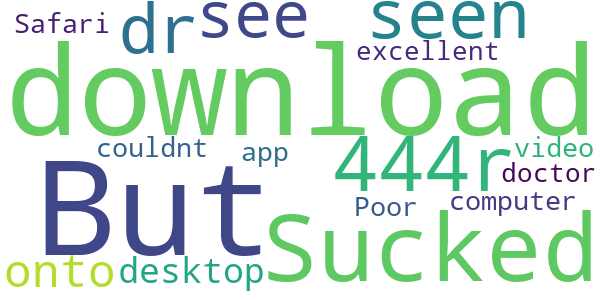 Safari dr see seen
excellent
download
couldnt app 444r video
doctor
But Poor computer
onto desktop Sucked